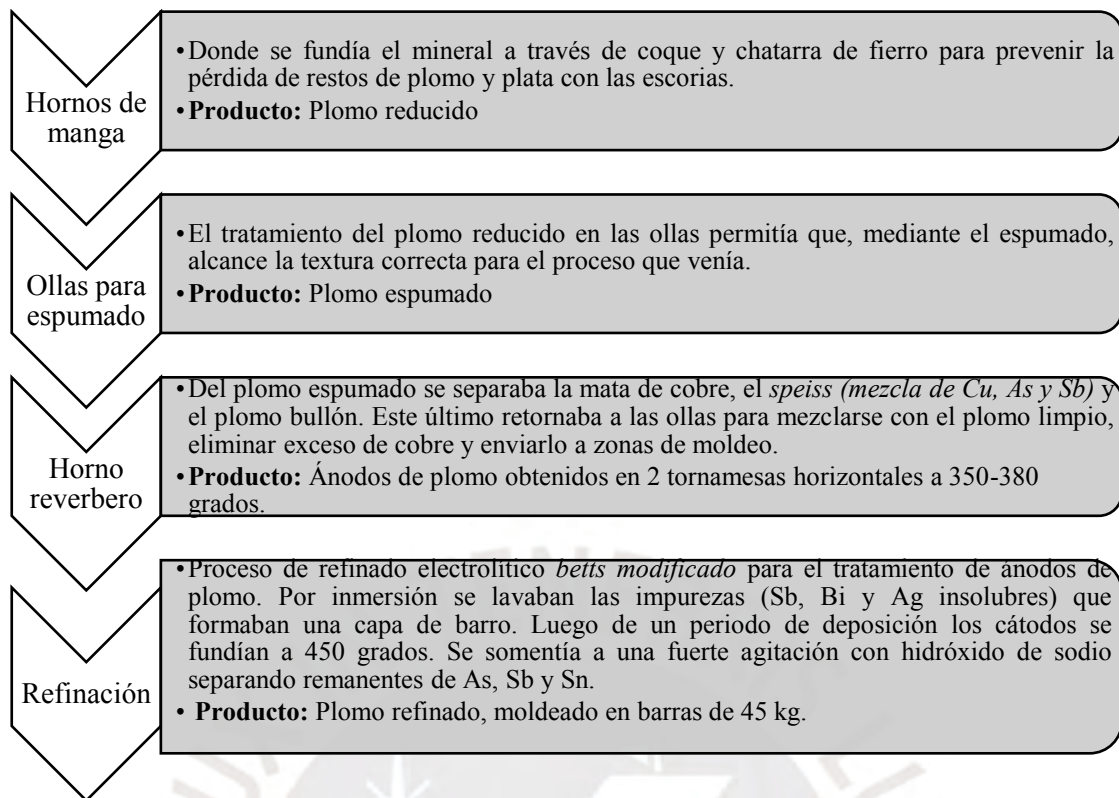 Hornos de
manga
•Donde se fundía el mineral a través de coque y chatarra de fierro para prevenir la
pérdida de restos de plomo y plata con las escorias.
•Producto: Plomo reducido
Ollas para
espumado
•El tratamiento del plomo reducido en las ollas permitía que, mediante el espumado,
alcance la textura correcta para el proceso que venía.
•Producto: Plomo espumado
Horno
reverbero
•Del plomo espumado se separaba la mata de cobre, el speiss (mezcla de Cu, As y Sb) y
el plomo bullón. Este último retornaba a las ollas para mezclarse con el plomo limpio,
eliminar exceso de cobre y enviarlo a zonas de moldeo.
•Producto: Ánodos de plomo obtenidos en 2 tornamesas horizontales a 350-380
grados.
Refinación
•Proceso de refinado electrolítico betts modificado para el tratamiento de ánodos de
plomo. Por inmersión se lavaban las impurezas (Sb, Bi y Ag insolubres) que
formaban una capa de barro. Luego de un periodo de deposición los cátodos se
fundían a 450 grados. Se somentía a una fuerte agitación con hidróxido de sodio
separando remanentes de As, Sb y Sn.
• Producto: Plomo refinado, moldeado en barras de 45 kg.